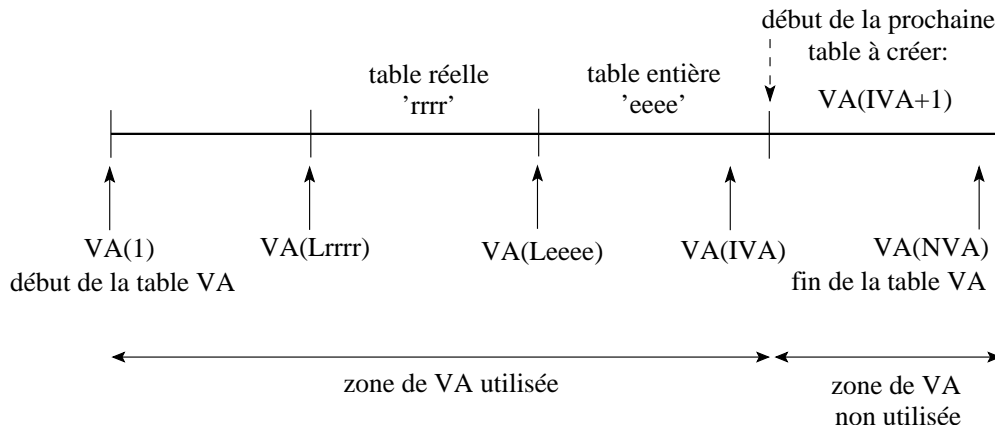 début de la prochaine
table à créer:
VA(IVA+1)
table réelle
'rrrr'
table entière
'eeee'
VA(1)
début de la table VA
VA(Lrrrr)
VA(Leeee)
VA(IVA)
VA(NVA)
fin de la table VA
zone de VA utilisée
zone de VA
non utilisée